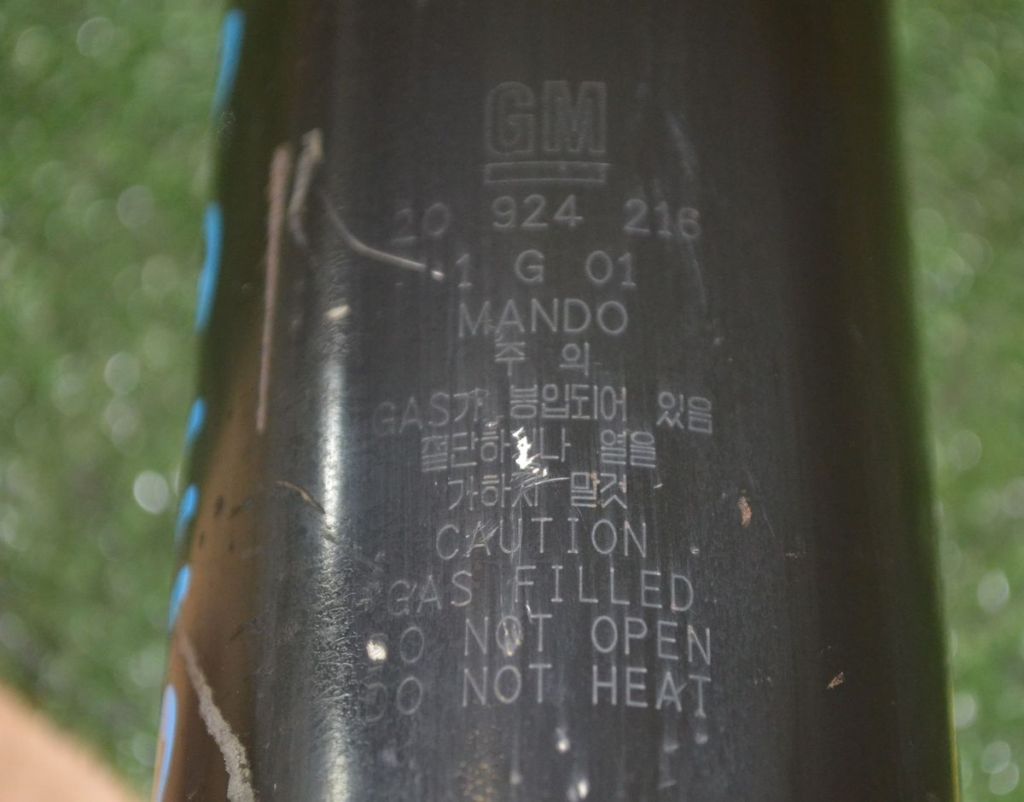 GM
20 924 216
1 G 01
MANDO
주 의
GAS가 봉입되어 있음
절단하거나 열을
가하지 말것
CAUTION
GAS FILLED
DO NOT OPEN
DO NOT HEAT